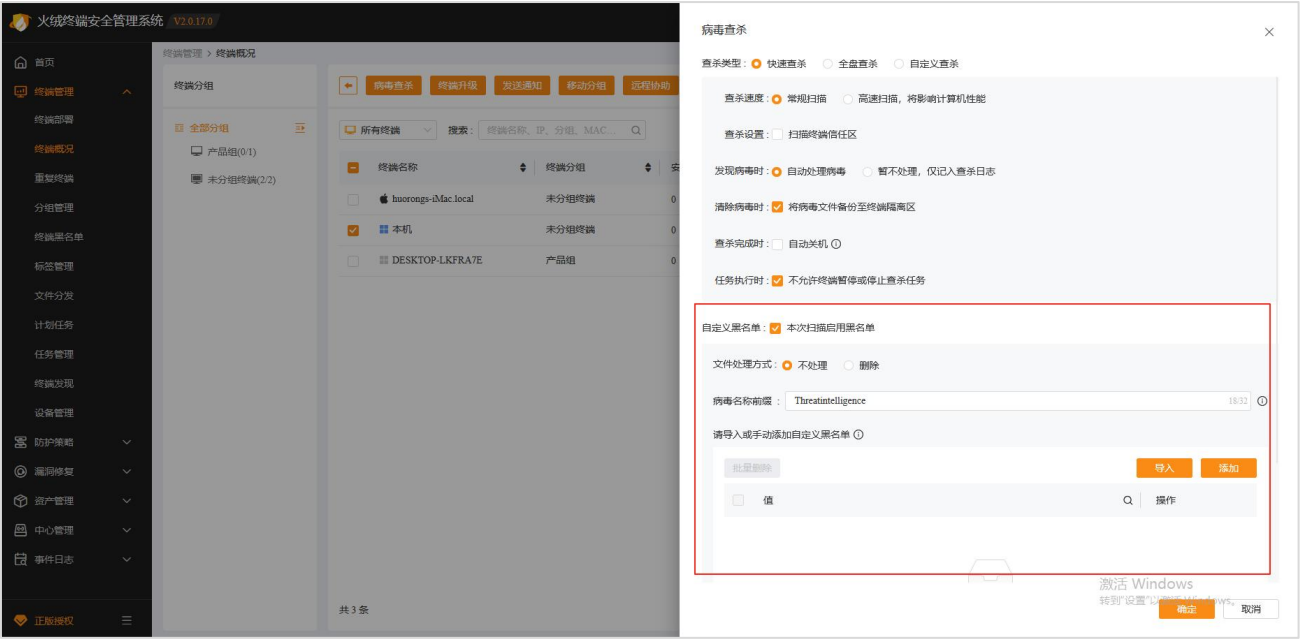 火绒终端安全管理系统 V2.0.17.0
首页
终端管理
终端部署
终端概况
重复终端
分组管理
终端黑名单
标签管理
文件分发
计划任务
任务管理
终端发现
设备管理
防护策略
漏洞修复
资产管理
中心管理
事件日志
正版授权
终端管理 > 终端概况
终端分组
全部分组
产品组(0/1)
未分组终端(2/2)
病毒查杀 终端升级 发送通知 移动分组 远程协助
所有终端 搜索: 终端名称、IP、分组、MAC...
终端名称 终端分组 安
huorongs-iMac.local 未分组终端 0
本机 未分组终端 0
DESKTOP-LKFRA7E 产品组 0
共 3 条
病毒查杀
查杀类型: 快速查杀 全盘查杀 自定义查杀
查杀速度: 常规扫描 高速扫描，将影响计算机性能
查杀设置: 扫描终端信任区
发现病毒时: 自动处理病毒 暂不处理，仅记入查杀日志
清除病毒时: 将病毒文件备份至终端隔离区
查杀完成时: 自动关机
任务执行时: 不允许终端暂停或停止查杀任务
自定义黑名单: 本次扫描启用黑名单
文件处理方式: 不处理 删除
病毒名称前缀 : Threatintelligence 18/32
请导入或手动添加自定义黑名单
批量删除 导入 添加
值 操作
激活 Windows
转到"设置"以激活 Windows。
确定 取消